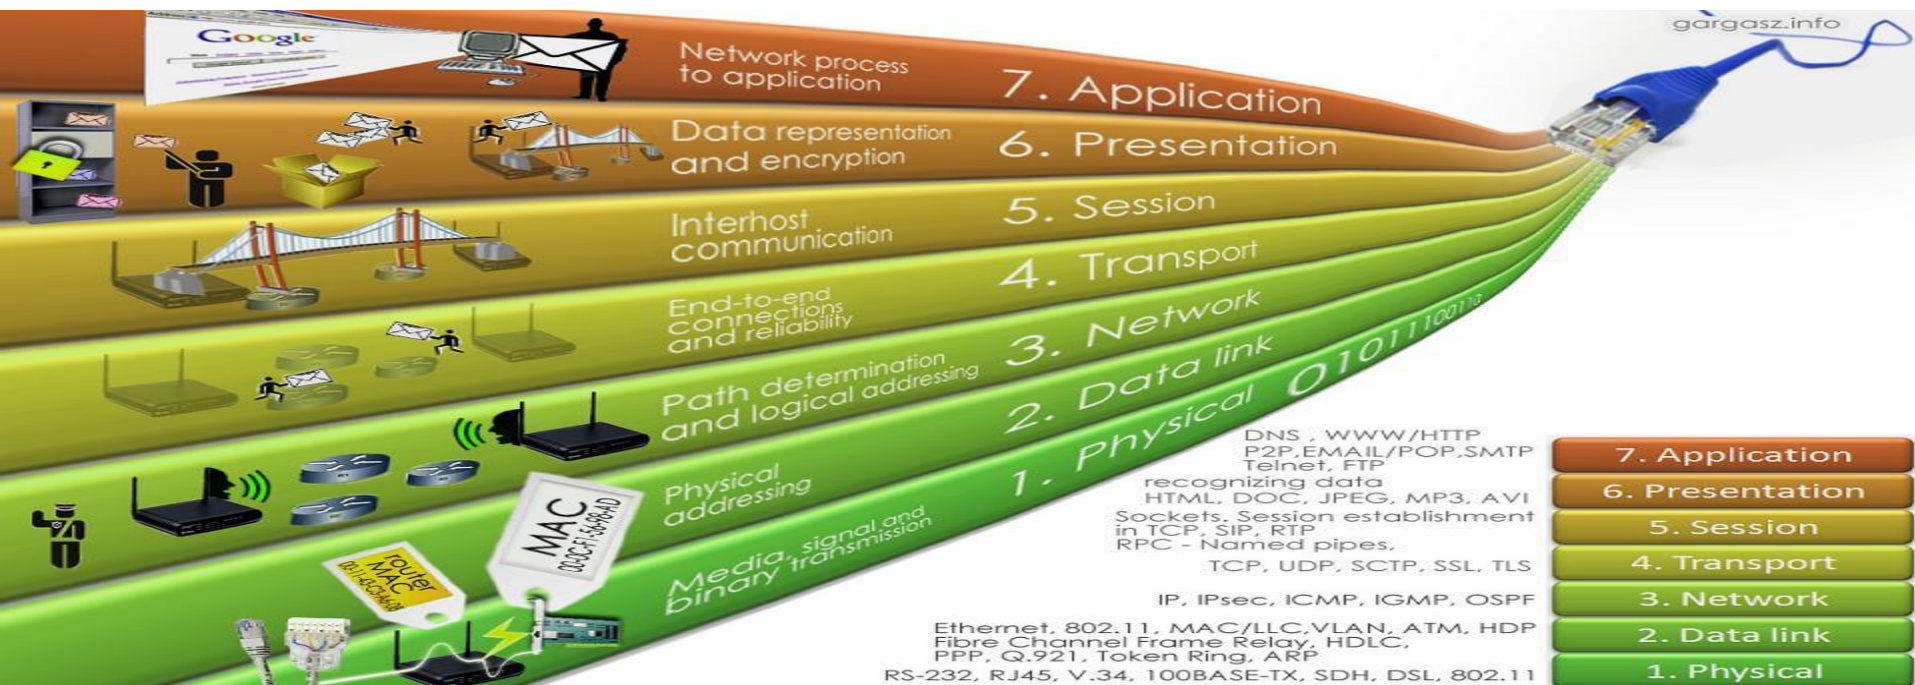 gargasz.info
Google
Network process
to application
7. Application
Data representation
and encryption
6. Presentation
Interhost
communication
5. Session
End-to-end
connections
and reliability
4. Transport
Path determination
and logical addressing
3. Network
Physical
addressing
2. Data link
Media, signal and
binary transmission
1. Physical
MAC
router
MAC
DNS , WWW/HTTP
P2P,EMAIL/POP,SMTP
Telnet, FTP
7. Application
recognizing data
HTML, DOC, JPEG, MP3, AVI
6. Presentation
Sockets. Session establishment
in TCP, SIP, RTP
RPC - Named pipes,
5. Session
TCP, UDP, SCTP, SSL, TLS
4. Transport
IP, IPsec, ICMP, IGMP, OSPF
3. Network
Ethernet, 802.11, MAC/LLC,VLAN, ATM, HDP
Fibre Channel Frame Relay, HDLC,
PPP, Q.921, Token Ring, ARP
2. Data link
RS-232, RJ45, V.34, 100BASE-TX, SDH, DSL, 802.11
1. Physical